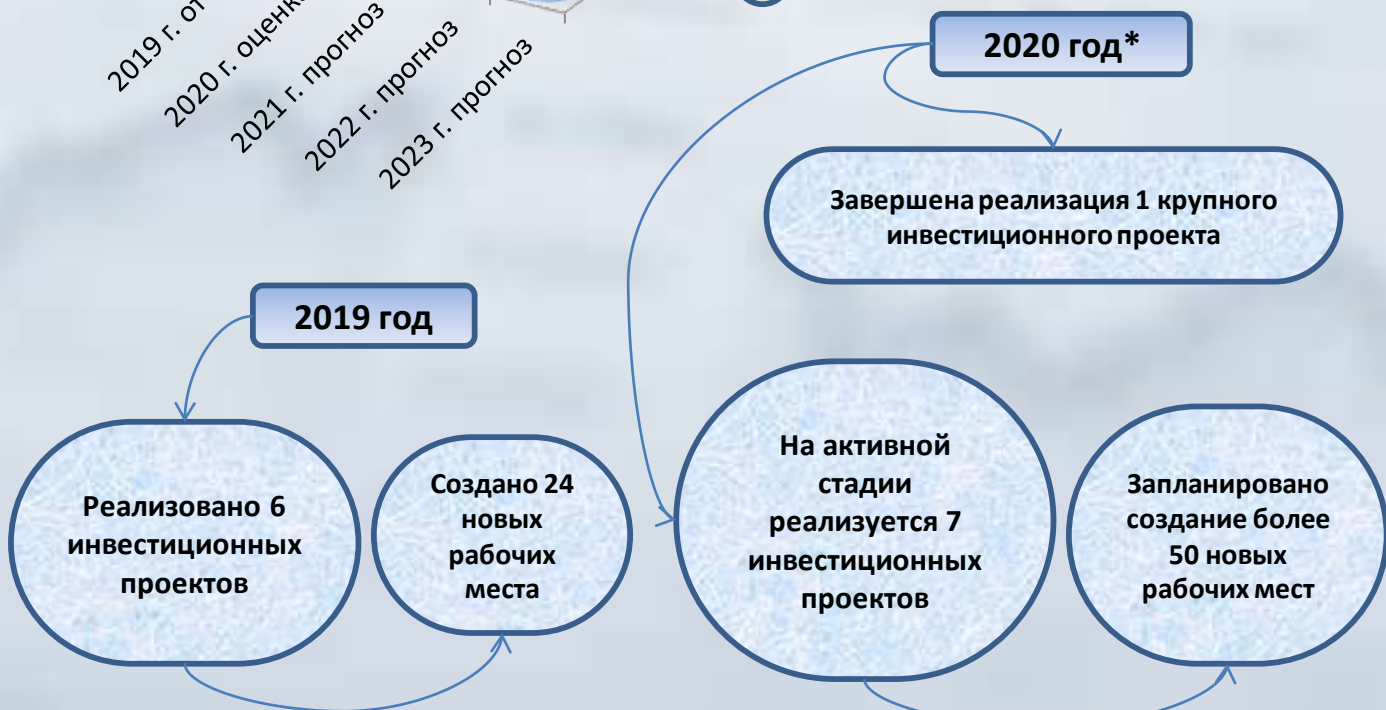 2019 г. от
2020 г. оценка
2021 г. прогноз
2022 г. прогноз
2023 г. прогноз
2020 год*
Завершена реализация 1 крупного
инвестиционного проекта
2019 год
Реализовано 6
инвестиционных
проектов
Создано 24
новых
рабочих
места
На активной
стадии
реализуется 7
инвестиционных
проектов
Запланировано
создание более
50 новых
рабочих мест